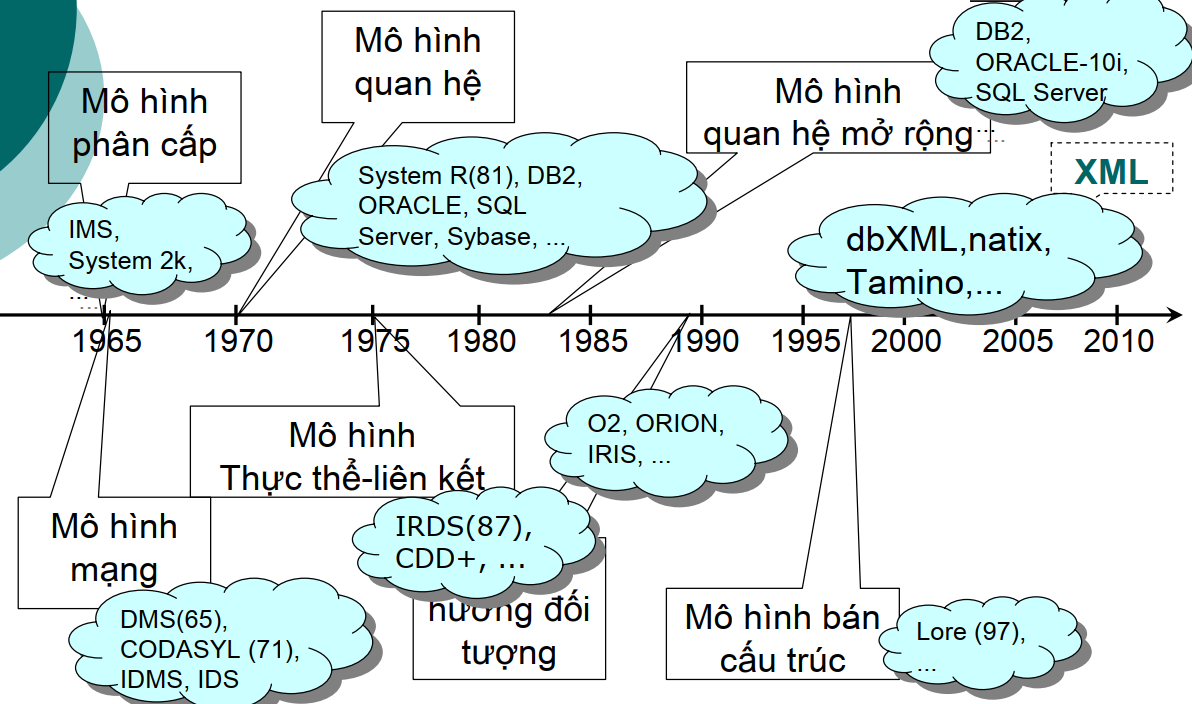 Mô hình
phân cấp
IMS,
System 2k,
...
Mô hình
quan hệ
System R(81), DB2,
ORACLE, SQL
Server, Sybase, ...
Mô hình
quan hệ mở rộng
DB2,
ORACLE-10i,
SQL Server
...
XML
dbXML,natix,
Tamino,...
1965
1970
1975
1980
1985
1990
1995
2000
2005
2010
Mô hình
mạng
DMS(65),
CODASYL (71),
IDMS, IDS
Mô hình
Thực thể-liên kết
IRDS(87),
CDD+, ...
O2, ORION,
IRIS, ...
hướng đối
tượng
Mô hình bán
cấu trúc
Lore (97),
...